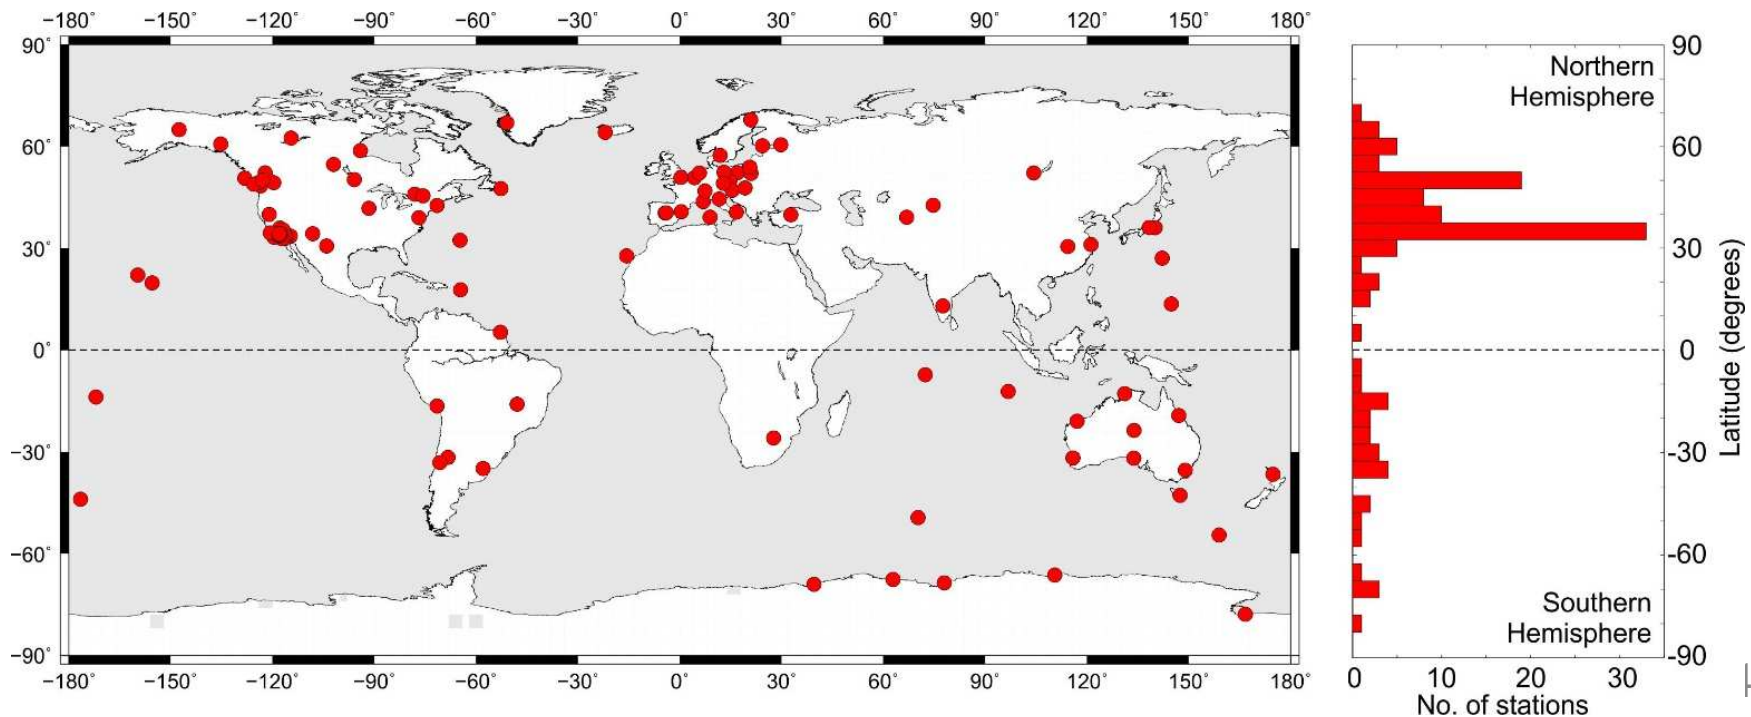 −180° −150° −120° −90° −60° −30° 0° 30° 60° 90° 120° 150° 180°
90°
60°
30°
0°
−30°
−60°
−90°
−180° −150° −120° −90° −60° −30° 0° 30° 60° 90° 120° 150° 180°
Northern
Hemisphere
Southern
Hemisphere
90
60
30
0
-30
-60
-90
Latitude (degrees)
0 10 20 30
No. of stations